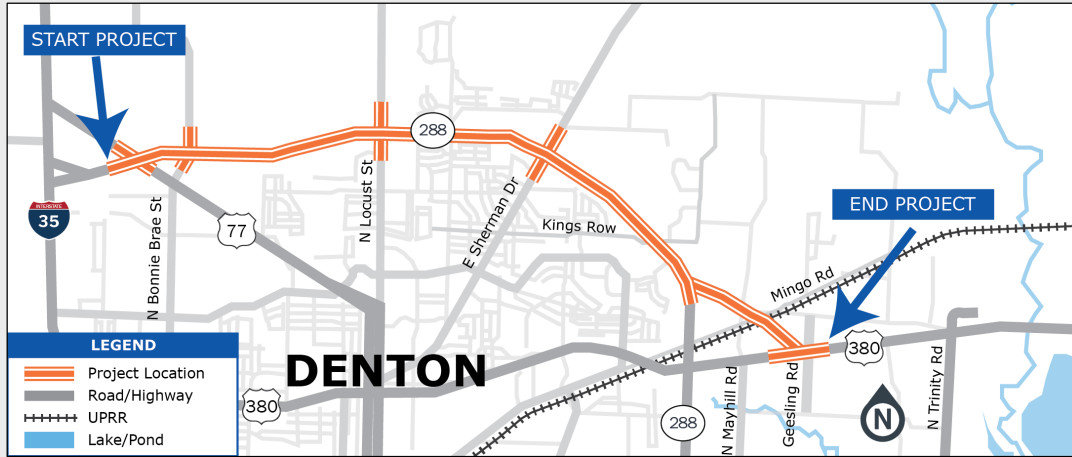 START PROJECT
288
INTERSTATE
35
N Bonnie Brae St
77
N Locust St
E Sherman Dr
Kings Row
END PROJECT
Mingo Rd
LEGEND
Project Location
Road/Highway
UPRR
Lake/Pond
DENTON
380
380
288
N Mayhill Rd
Geesling Rd
N Trinity Rd
N